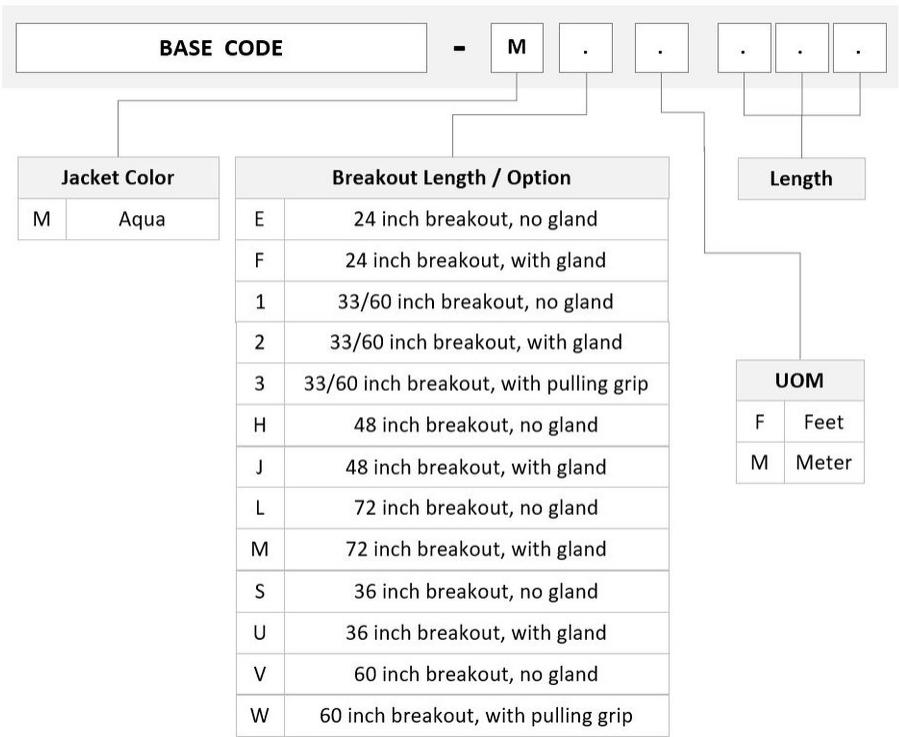 BASE CODE - M . . . . .
Jacket Color
M Aqua
Breakout Length / Option
E 24 inch breakout, no gland
F 24 inch breakout, with gland
1 33/60 inch breakout, no gland
2 33/60 inch breakout, with gland
3 33/60 inch breakout, with pulling grip
H 48 inch breakout, no gland
J 48 inch breakout, with gland
L 72 inch breakout, no gland
M 72 inch breakout, with gland
S 36 inch breakout, no gland
U 36 inch breakout, with gland
V 60 inch breakout, no gland
W 60 inch breakout, with pulling grip
Length
UOM
F Feet
M Meter